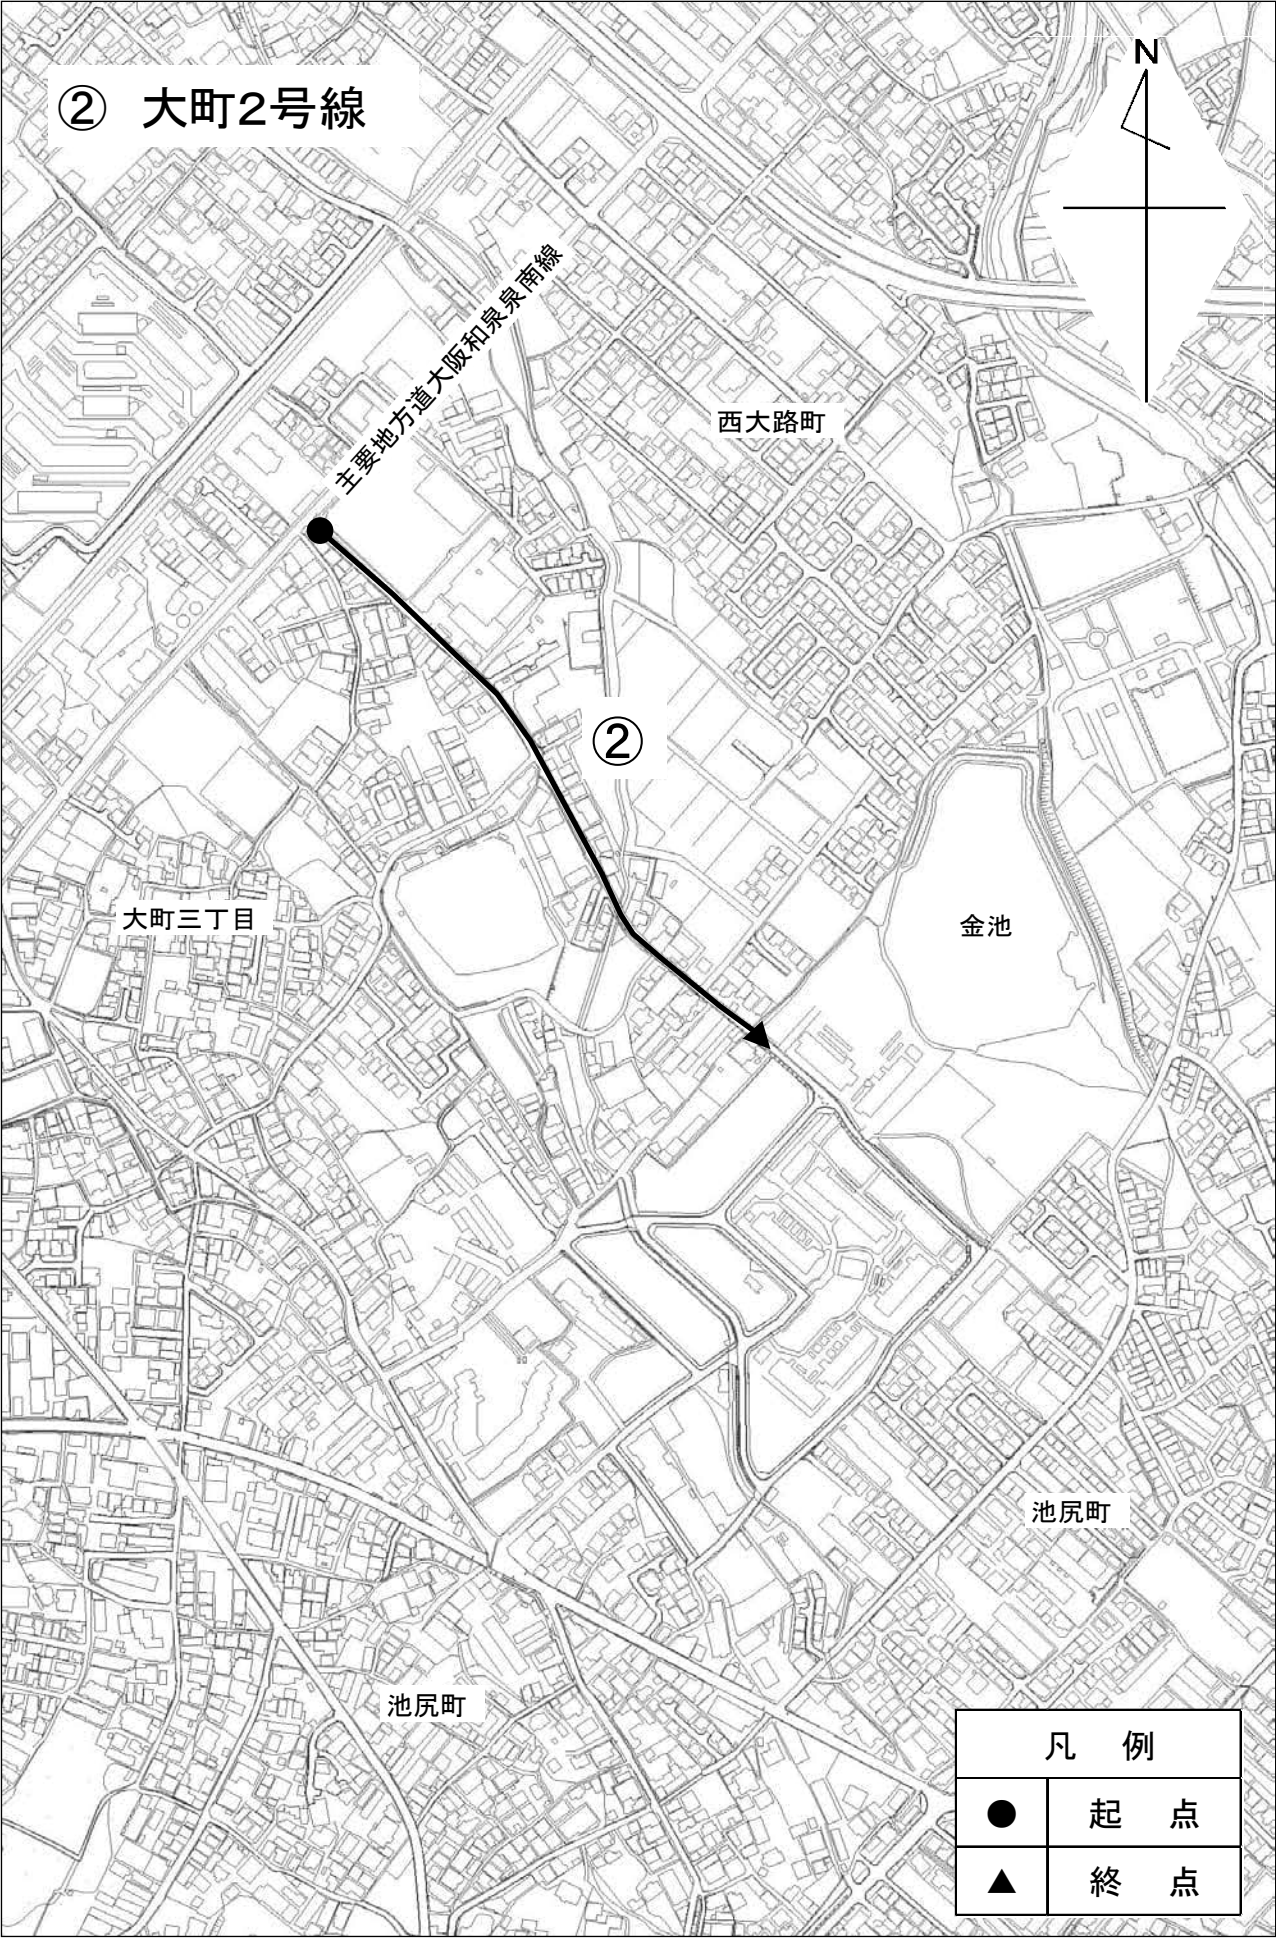 ② 大町2号線
N
主要地方道大阪和泉泉南線
西大路町
②
大町三丁目
金池
池尻町
池尻町
凡 例
● 起 点
▲ 終 点